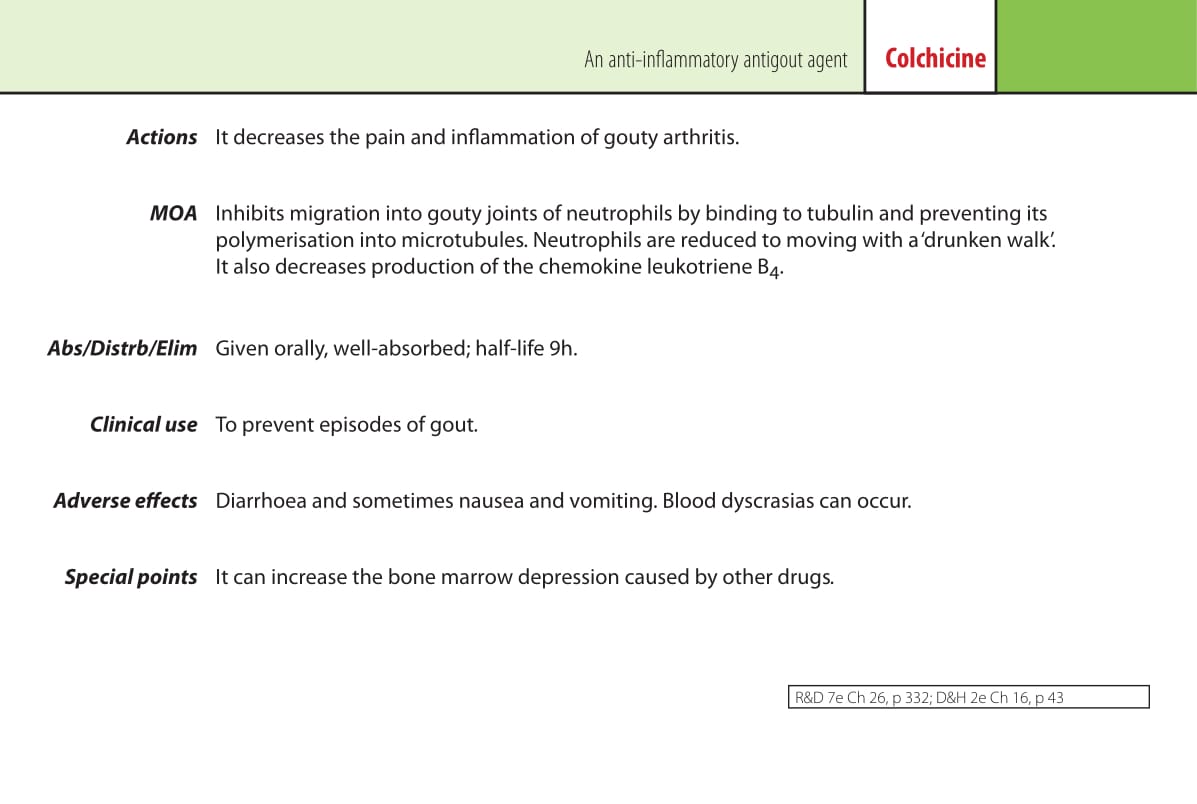 An anti-inflammatory antigout agent Colchicine
Actions It decreases the pain and inflammation of gouty arthritis.
MOA Inhibits migration into gouty joints of neutrophils by binding to tubulin and preventing its
polymerisation into microtubules. Neutrophils are reduced to moving with a ‘drunken walk’.
It also decreases production of the chemokine leukotriene B4.
Abs/Distrb/Elim Given orally, well-absorbed; half-life 9h.
Clinical use To prevent episodes of gout.
Adverse effects Diarrhoea and sometimes nausea and vomiting. Blood dyscrasias can occur.
Special points It can increase the bone marrow depression caused by other drugs.
R&D 7e Ch 26, p 332; D&H 2e Ch 16, p 43